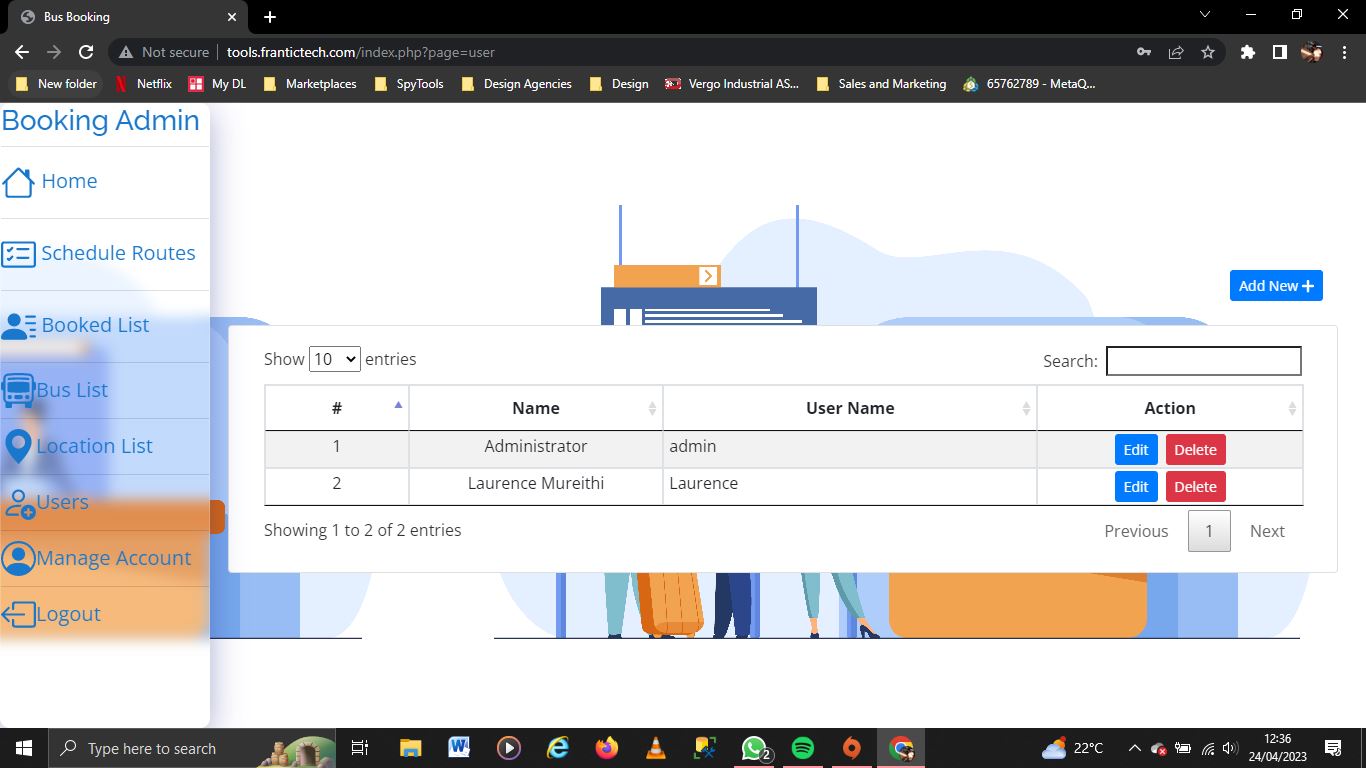 Bus Booking
Not secure
tools.frantictech.com/index.php?page=user
New folder
Netflix
My DL
Marketplaces
SpyTools
Design Agencies
Design
Vergo Industrial AS...
Sales and Marketing
65762789 - MetaQ...
Booking Admin
Home
Schedule Routes
Booked List
Bus List
Location List
Users
Manage Account
Logout
Add New
Show 10 entries
Search:
# Name User Name Action
1 Administrator admin Edit Delete
2 Laurence Mureithi Laurence Edit Delete
Showing 1 to 2 of 2 entries
Previous 1 Next
Type here to search
2
22°C
12:36
24/04/2023